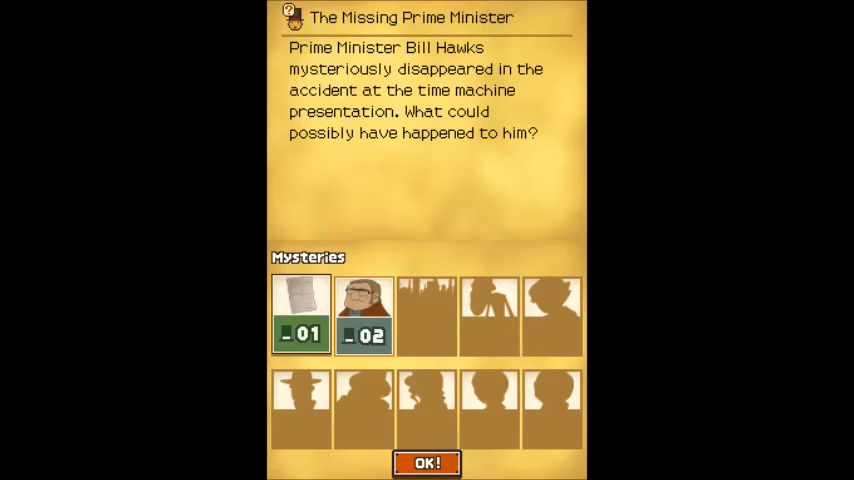 The Missing Prime Minister
Prime Minister Bill Hawks
mysteriously disappeared in the
accident at the time machine
presentation. What could
possibly have happened to him?
Mysteries
01
02
OK!